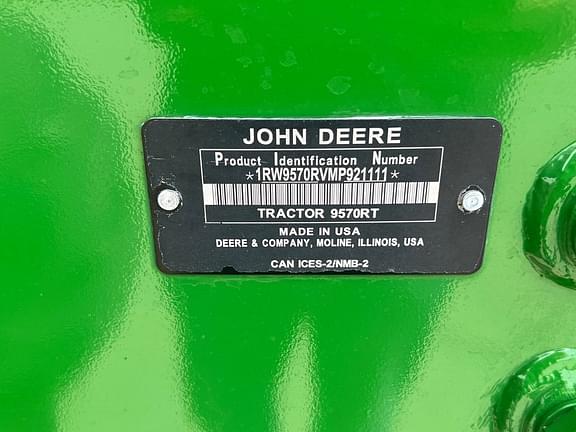 JOHN DEERE
Product Identification Number
*1RW9570RVMP921111*
TRACTOR 9570RT
MADE IN USA
DEERE & COMPANY, MOLINE, ILLINOIS, USA
CAN ICES-2/NMB-2